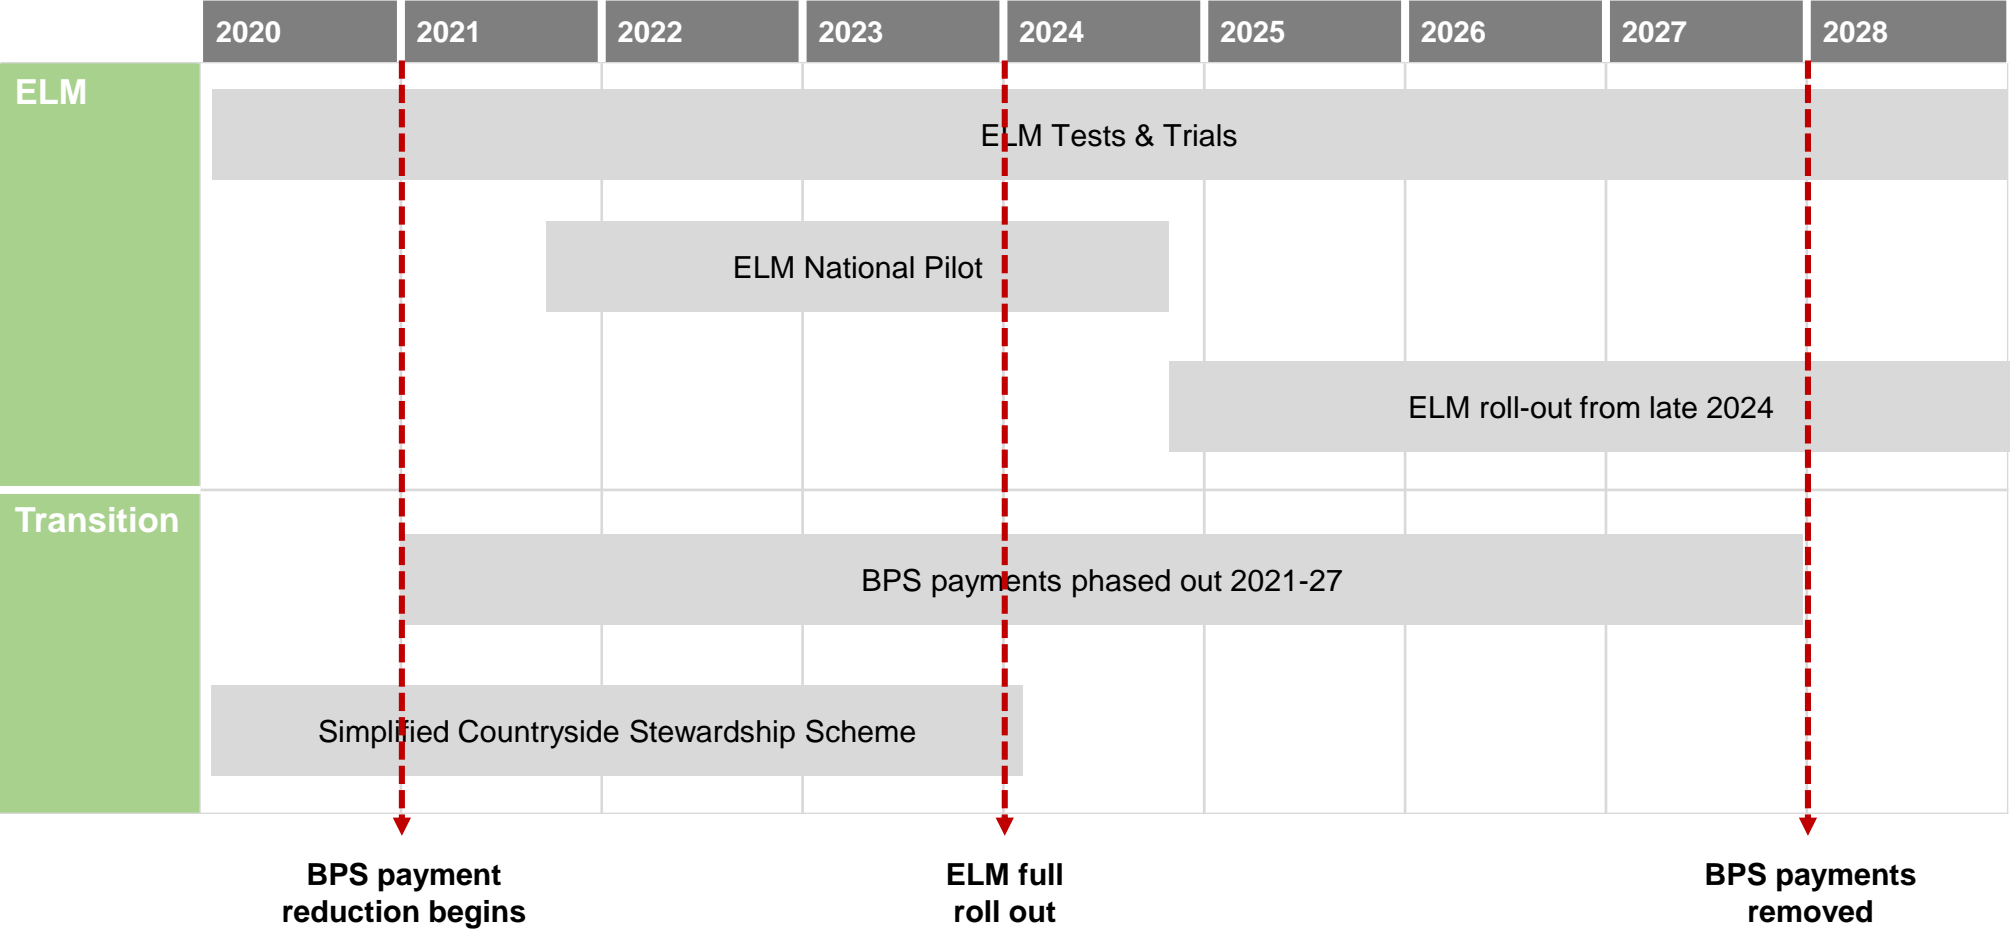 2020 2021 2022 2023 2024 2025 2026 2027 2028
ELM
ELM Tests & Trials
ELM National Pilot
ELM roll-out from late 2024
Transition
BPS payments phased out 2021-27
Simplified Countryside Stewardship Scheme
BPS payment
reduction begins
ELM full
roll out
BPS payments
removed